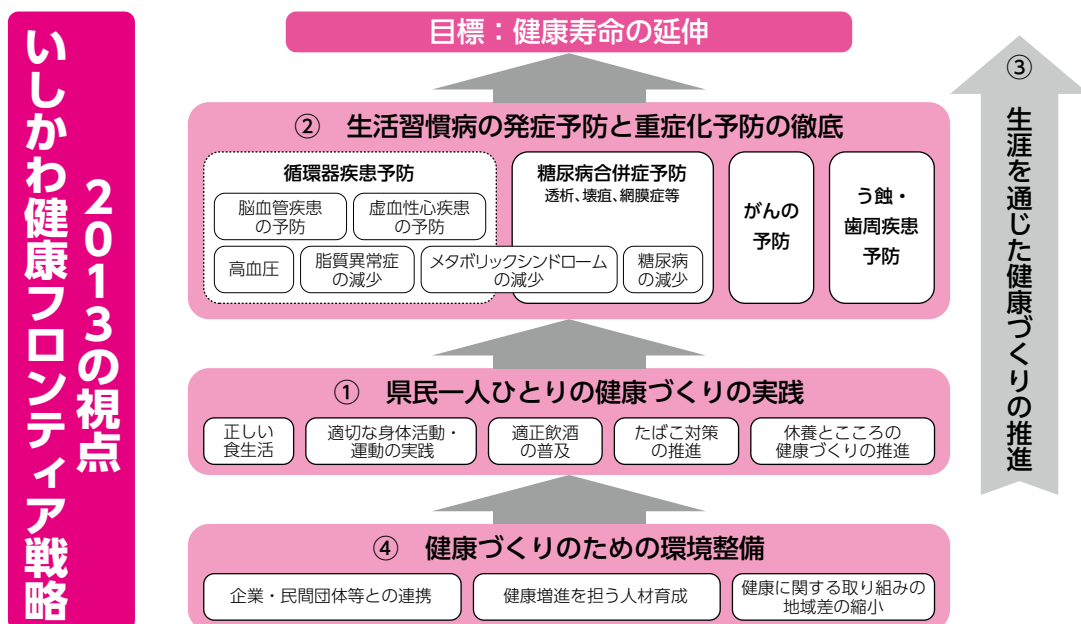 いしかわ健康フロンティア戦略
2013の視点
目標：健康寿命の延伸
② 生活習慣病の発症予防と重症化予防の徹底
循環器疾患予防
脳血管疾患
の予防
虚血性心疾患
の予防
高血圧
脂質異常症
の減少
メタボリックシンドローム
の減少
糖尿病合併症予防
透析、壊疽、網膜症等
糖尿病
の減少
がんの
予防
う蝕・
歯周疾患
予防
① 県民一人ひとりの健康づくりの実践
正しい
食生活
適切な身体活動・
運動の実践
適正飲酒
の普及
たばこ対策
の推進
休養とこころの
健康づくりの推進
④ 健康づくりのための環境整備
企業・民間団体等との連携
健康増進を担う人材育成
健康に関する取り組みの
地域差の縮小
③ 生涯を通じた健康づくりの推進